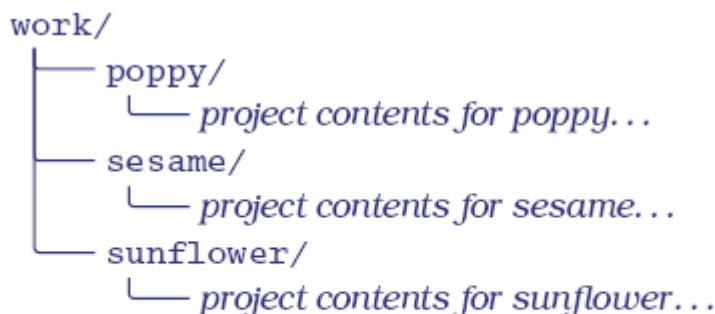 work/
poppy/
project contents for poppy...
sesame/
project contents for sesame...
sunflower/
project contents for sunflower...